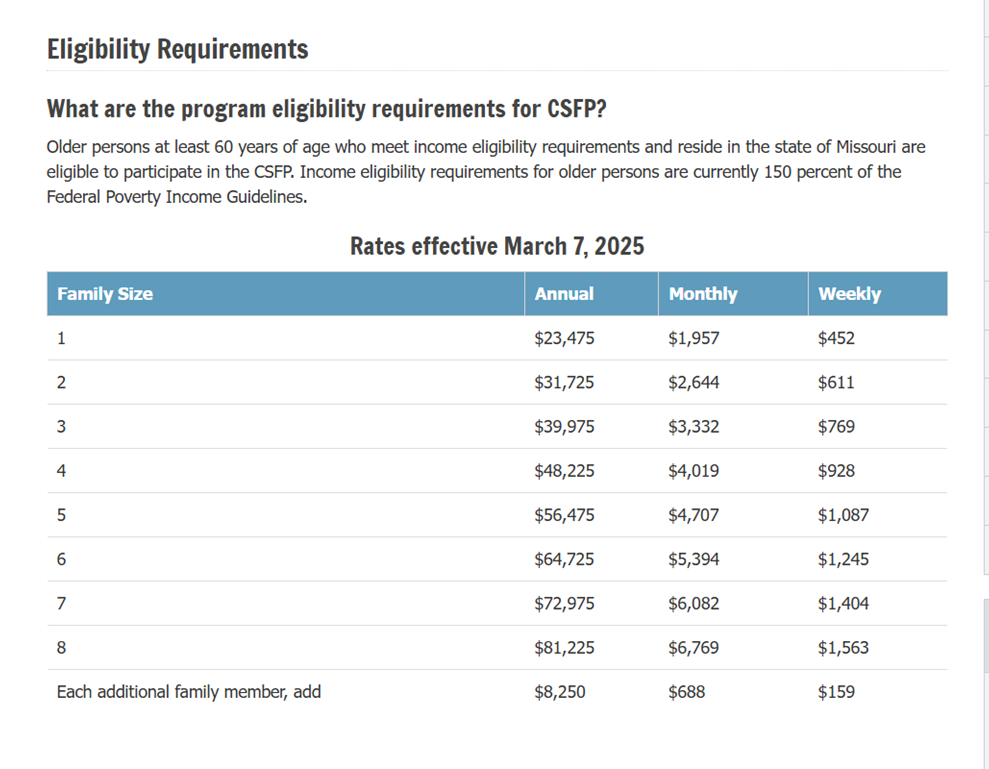 Eligibility Requirements
What are the program eligibility requirements for CSFP?
Older persons at least 60 years of age who meet income eligibility requirements and reside in the state of Missouri are
eligible to participate in the CSFP. Income eligibility requirements for older persons are currently 150 percent of the
Federal Poverty Income Guidelines.
Rates effective March 7, 2025
Family Size Annual Monthly Weekly
1 $23,475 $1,957 $452
2 $31,725 $2,644 $611
3 $39,975 $3,332 $769
4 $48,225 $4,019 $928
5 $56,475 $4,707 $1,087
6 $64,725 $5,394 $1,245
7 $72,975 $6,082 $1,404
8 $81,225 $6,769 $1,563
Each additional family member, add $8,250 $688 $159